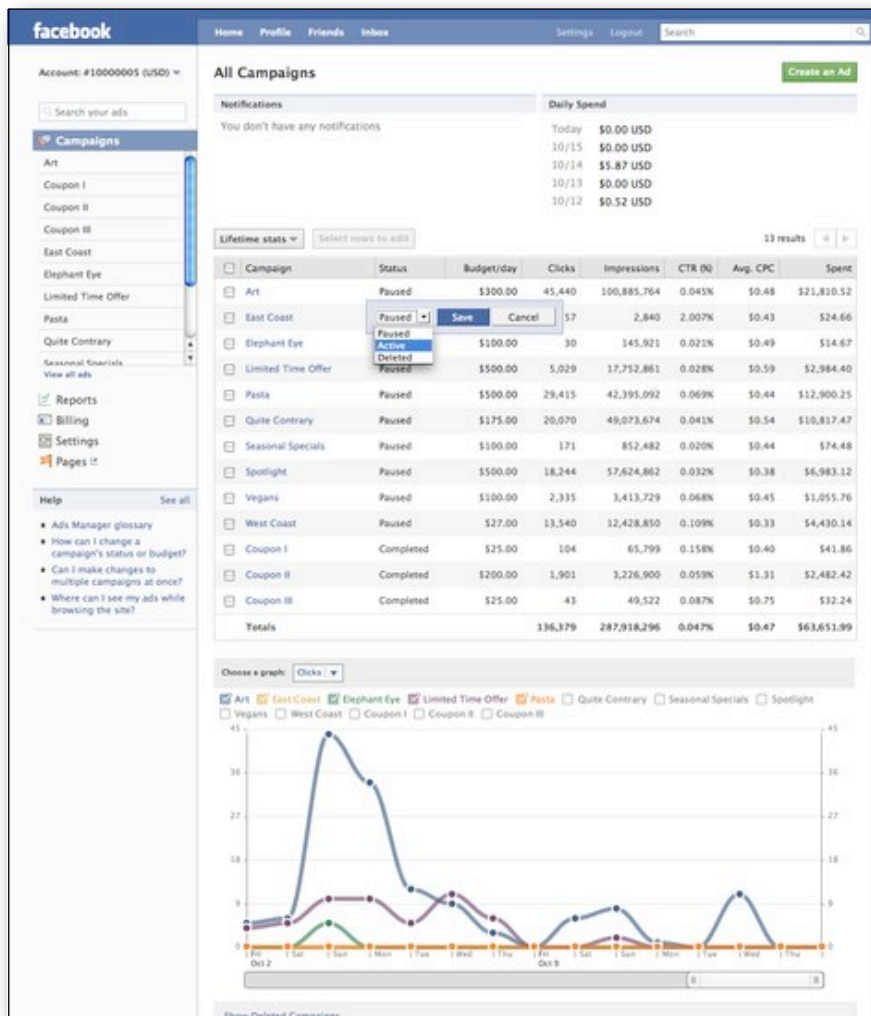 facebook
Home Profile Friends Inbox Settings Logout Search
Account: #10000005 (USD)
All Campaigns
Create an Ad
Search your ads
Campaigns
Art
Coupon I
Coupon II
Coupon III
East Coast
Elephant Eye
Limited Time Offer
Pasta
Quite Contrary
Seasonal Specials
View all ads
Reports
Billing
Settings
Pages
Help See all
Ads Manager glossary
How can I change a
campaign's status or budget?
Can I make changes to
multiple campaigns at once?
Where can I see my ads while
browsing the site?
Notifications
You don't have any notifications
Daily Spend
Today $0.00 USD
10/15 $0.00 USD
10/14 $5.87 USD
10/13 $0.00 USD
10/12 $0.52 USD
Lifetime stats Select rows to edit 13 results
Campaign Status Budget/day Clicks Impressions CTR (%) Avg. CPC Spent
Art Paused $300.00 45,440 100,885,764 0.045% $0.48 $21,810.52
East Coast Paused Save Cancel 57 2,840 2.007% $0.43 $24.66
Paused
Active
Deleted
Elephant Eye $100.00 30 145,921 0.021% $0.49 $14.67
Limited Time Offer Paused $500.00 5,029 17,752,861 0.028% $0.59 $2,984.40
Pasta Paused $500.00 29,415 42,395,092 0.069% $0.44 $12,900.25
Quite Contrary Paused $175.00 20,070 49,073,674 0.041% $0.54 $10,817.47
Seasonal Specials Paused $100.00 171 852,482 0.020% $0.44 $74.48
Spotlight Paused $500.00 18,244 57,624,862 0.032% $0.38 $6,983.12
Vegans Paused $100.00 2,335 3,413,729 0.068% $0.45 $1,055.76
West Coast Paused $27.00 13,540 12,428,850 0.109% $0.33 $4,430.14
Coupon I Completed $25.00 104 65,799 0.158% $0.40 $41.86
Coupon II Completed $200.00 1,901 3,226,900 0.059% $1.31 $2,482.42
Coupon III Completed $25.00 43 49,522 0.087% $0.75 $32.24
Totals 136,379 287,918,296 0.047% $0.47 $63,651.99
Choose a graph: Clicks
Art East Coast Elephant Eye Limited Time Offer Pasta Quite Contrary Seasonal Specials Spotlight
Vegans West Coast Coupon I Coupon II Coupon III
45 45
36 36
27 27
18 18
9 9
0 0
Fri Sat Sun Mon Tue Wed Thu Fri Sat Sun Mon Tue Wed Thu
Oct 2 Oct 9
Show Deleted Campaigns